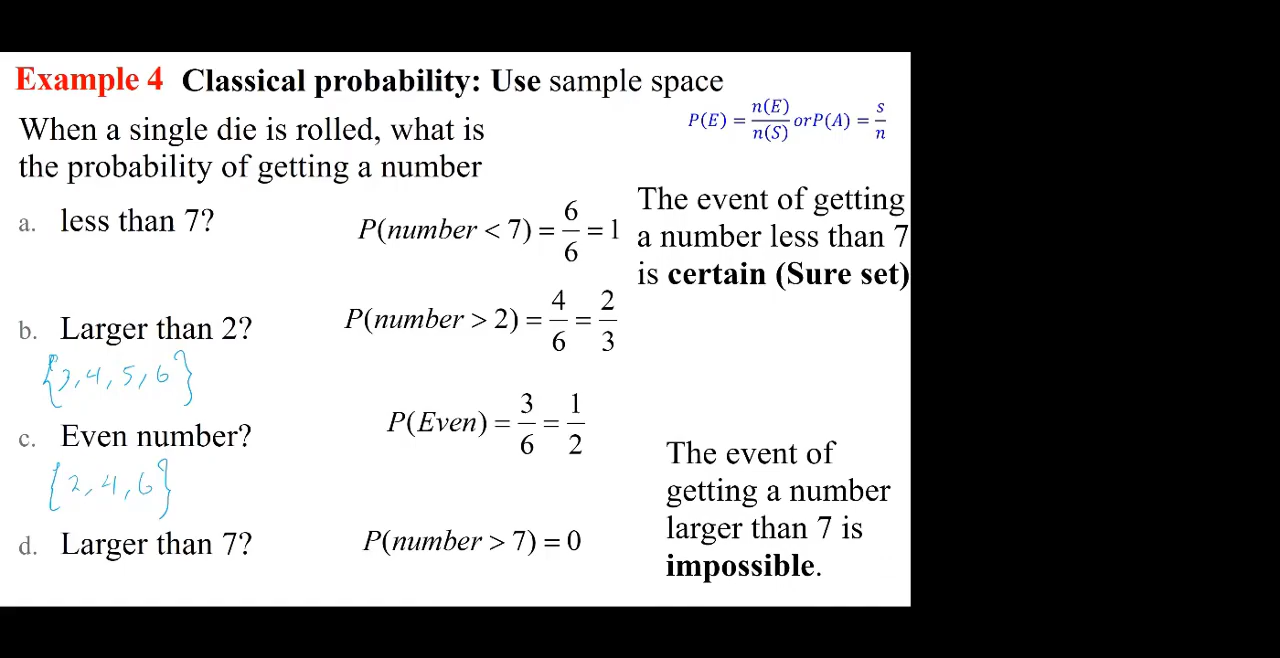 Example 4 Classical probability: Use sample space
P(E) = n(E)/n(S) orP(A) = s/n
When a single die is rolled, what is
the probability of getting a number
a. less than 7?
P(number < 7) = 6/6 = 1
The event of getting
a number less than 7
is certain (Sure set)
b. Larger than 2?
P(number > 2) = 4/6 = 2/3
{3, 4, 5, 6}
c. Even number?
P(Even) = 3/6 = 1/2
{2, 4, 6}
d. Larger than 7?
P(number > 7) = 0
The event of
getting a number
larger than 7 is
impossible.